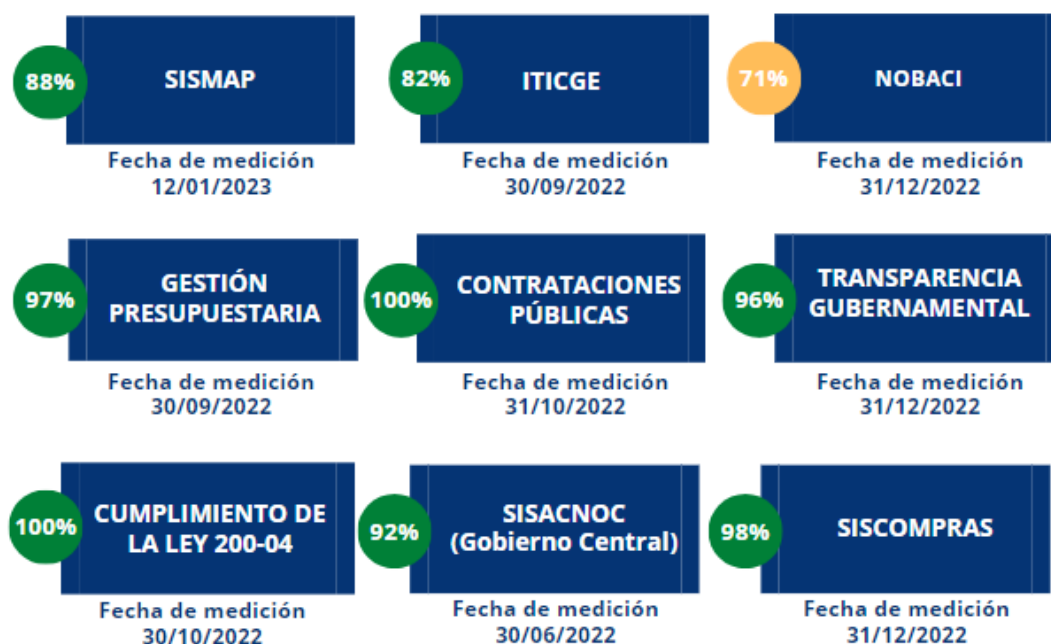 88%
SISMAP
Fecha de medición
12/01/2023
82%
ITICGE
Fecha de medición
30/09/2022
71%
NOBACI
Fecha de medición
31/12/2022
97%
GESTIÓN
PRESUPUESTARIA
Fecha de medición
30/09/2022
100%
CONTRATACIONES
PÚBLICAS
Fecha de medición
31/10/2022
96%
TRANSPARENCIA
GUBERNAMENTAL
Fecha de medición
31/12/2022
100%
CUMPLIMIENTO DE
LA LEY 200-04
Fecha de medición
30/10/2022
92%
SISACNOC
(Gobierno Central)
Fecha de medición
30/06/2022
98%
SISCOMPRAS
Fecha de medición
31/12/2022